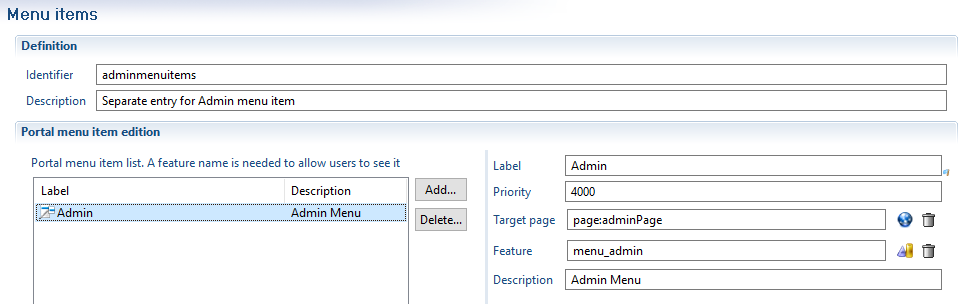 Menu items
Definition
Identifier adminmenuitems
Description Separate entry for Admin menu item
Portal menu item edition
Portal menu item list. A feature name is needed to allow users to see it
Label Description
Admin Admin Menu
Add...
Delete...
Label Admin
Priority 4000
Target page page:adminPage
Feature menu_admin
Description Admin Menu